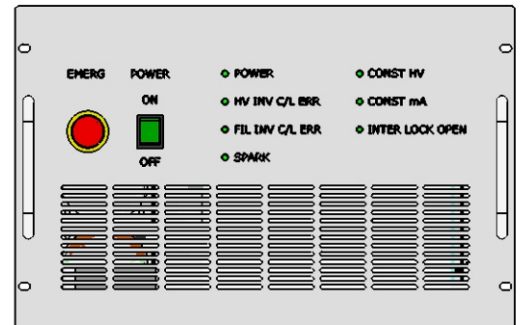 EMERG POWER
ON
OFF
POWER
HV INV C/L ERR
FIL INV C/L ERR
SPARK
CONST HV
CONST mA
INTER LOCK OPEN